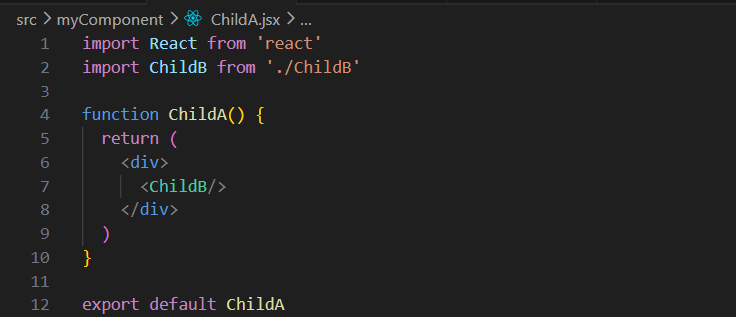 src > myComponent > ChildA.jsx > ...
1 import React from 'react'
2 import ChildB from './ChildB'
3
4 function ChildA() {
5 return (
6 <div>
7 <ChildB/>
8 </div>
9 )
10 }
11
12 export default ChildA